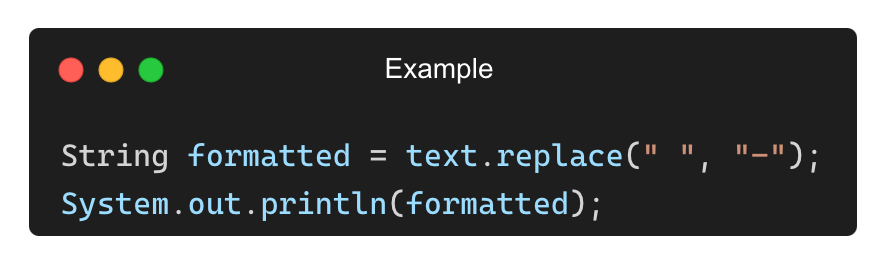 Example
String formatted = text.replace(" ", "-");
System.out.println(formatted);